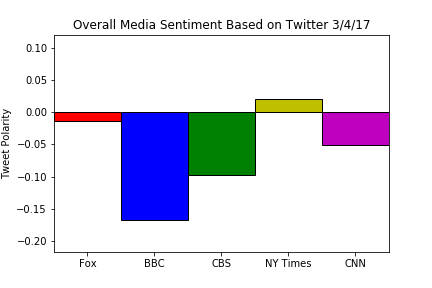 Overall Media Sentiment Based on Twitter 3/4/17
0.10
0.05
0.00
−0.05
−0.10
−0.15
−0.20
Tweet Polarity
Fox BBC CBS NY Times CNN